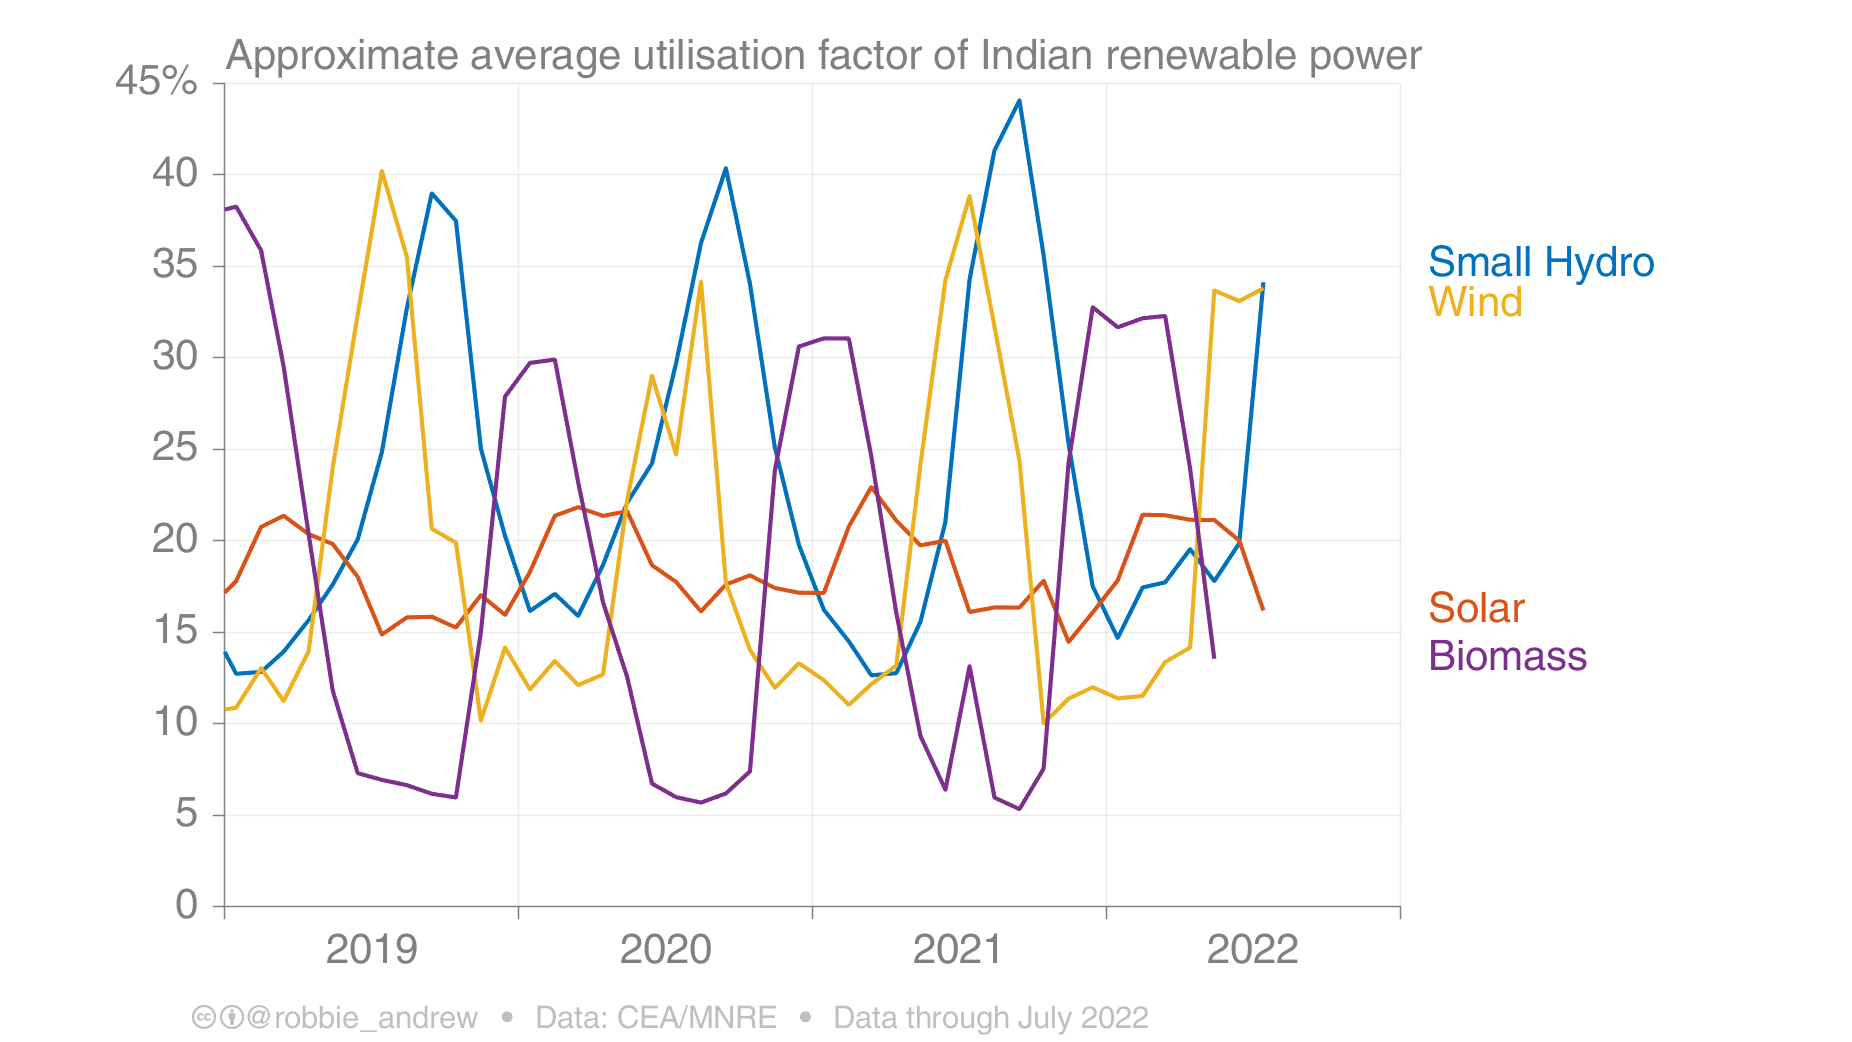 Approximate average utilisation factor of Indian renewable power
45%
40
35
30
25
20
15
10
5
0
Small Hydro
Wind
Solar
Biomass
2019 2020 2021 2022
@robbie_andrew • Data: CEA/MNRE • Data through July 2022